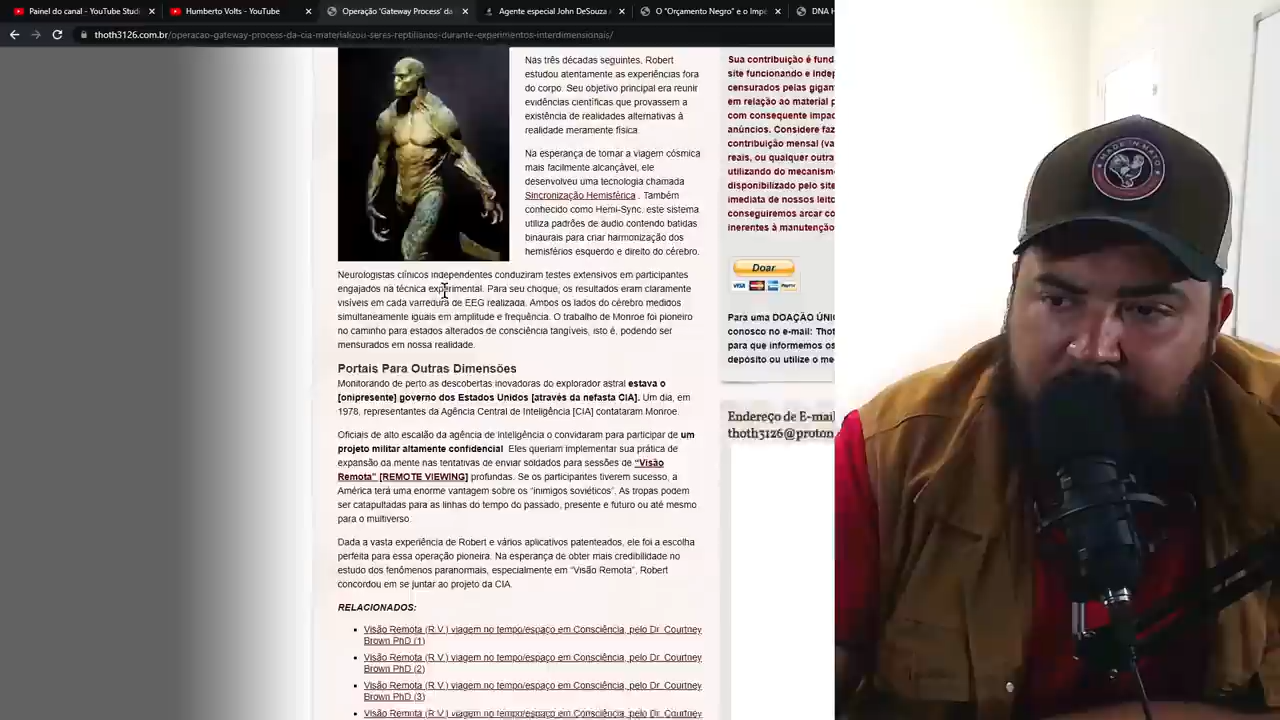 Painel do canal - YouTube Studi
Humberto Volts - YouTube
Operação 'Gateway Process' da
Agente especial John DeSouza
O "Orçamento Negro" e o Impé
DNA H
thoth3126.com.br/operacao-gateway-process-da-cia-materializou-seres-reptilianos-durante-experimentos-interdimensionais/
Nas três décadas seguintes, Robert
estudou atentamente as experiências fora
do corpo. Seu objetivo principal era reunir
evidências científicas que provassem a
existência de realidades alternativas à
realidade meramente física.
Na esperança de tornar a viagem cósmica
mais facilmente alcançável, ele
desenvolveu uma tecnologia chamada
Sincronização Hemisférica . Também
conhecido como Hemi-Sync, este sistema
utiliza padrões de áudio contendo batidas
binaurais para criar harmonização dos
hemisférios esquerdo e direito do cérebro.
Neurologistas clínicos independentes conduziram testes extensivos em participantes
engajados na técnica experimental. Para seu choque, os resultados eram claramente
visíveis em cada varredura de EEG realizada. Ambos os lados do cérebro medidos
simultaneamente iguais em amplitude e frequência. O trabalho de Monroe foi pioneiro
no caminho para estados alterados de consciência tangíveis, isto é, podendo ser
mensurados em nossa realidade.
Portais Para Outras Dimensões
Monitorando de perto as descobertas inovadoras do explorador astral estava o
[onipresente] governo dos Estados Unidos [através da nefasta CIA]. Um dia, em
1978, representantes da Agência Central de Inteligência [CIA] contataram Monroe.
Oficiais de alto escalão da agência de inteligência o convidaram para participar de um
projeto militar altamente confidencial. Eles queriam implementar sua prática de
expansão da mente nas tentativas de enviar soldados para sessões de "Visão
Remota" [REMOTE VIEWING] profundas. Se os participantes tiverem sucesso, a
América terá uma enorme vantagem sobre os "inimigos soviéticos". As tropas podem
ser catapultadas para as linhas do tempo do passado, presente e futuro ou até mesmo
para o multiverso.
Dada a vasta experiência de Robert e vários aplicativos patenteados, ele foi a escolha
perfeita para essa operação pioneira. Na esperança de obter mais credibilidade no
estudo dos fenômenos paranormais, especialmente em "Visão Remota", Robert
concordou em se juntar ao projeto da CIA.
RELACIONADOS:
Visão Remota (R.V.) viagem no tempo/espaço em Consciência, pelo Dr. Courtney
Brown PhD (1)
Visão Remota (R.V.) viagem no tempo/espaço em Consciência, pelo Dr. Courtney
Brown PhD (2)
Visão Remota (R.V.) viagem no tempo/espaço em Consciência, pelo Dr. Courtney
Brown PhD (3)
Visão Remota (R.V.) viagem no tempo/espaço em Consciência, pelo Dr. Courtney
Sua contribuição é fund
site funcionando e indep
censurados pelas gigan
em relação ao material p
com consequente impac
anúncios. Considere faz
contribuição mensal (va
reais, ou qualquer outra
utilizando do mecanism
disponibilizado pelo site
imediata de nossos leito
conseguiremos arcar co
inerentes à manutenção
Doar
VISA
PayPal
Para uma DOAÇÃO ÚNIC
conosco no e-mail: Thot
para que informemos os
depósito ou utilize o me
Endereço de E-mail
thoth3126@proton
MADE 'N MATO